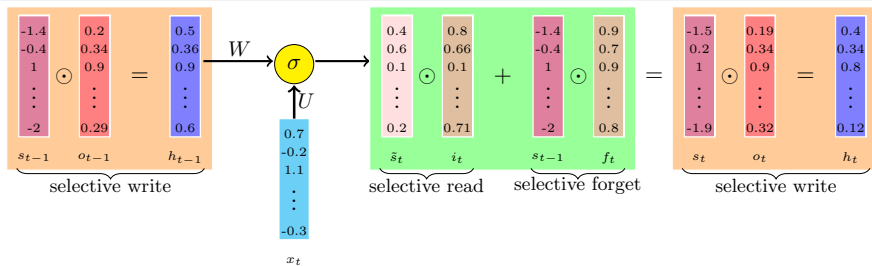 -1.4 0.2 0.5 0.4 0.8 -1.4 0.9 -1.5 0.19 0.4
-0.4 0.34 0.36 0.6 0.66 -0.4 0.7 0.2 0.34 0.34
1 ⊙ 0.9 = 0.9 W σ 0.1 ⊙ 0.1 + 1 ⊙ 0.9 = 1 ⊙ 0.9 = 0.8
⋮ ⋮ ⋮ U ⋮ ⋮ ⋮ ⋮ ⋮ ⋮ ⋮
-2 0.29 0.6 0.2 0.71 -2 0.8 -1.9 0.32 0.12
s_{t-1} o_{t-1} h_{t-1} s̃_t i_t s_{t-1} f_t s_t o_t h_t
selective write selective read selective forget selective write
0.7
-0.2
1.1
⋮
-0.3
x_t